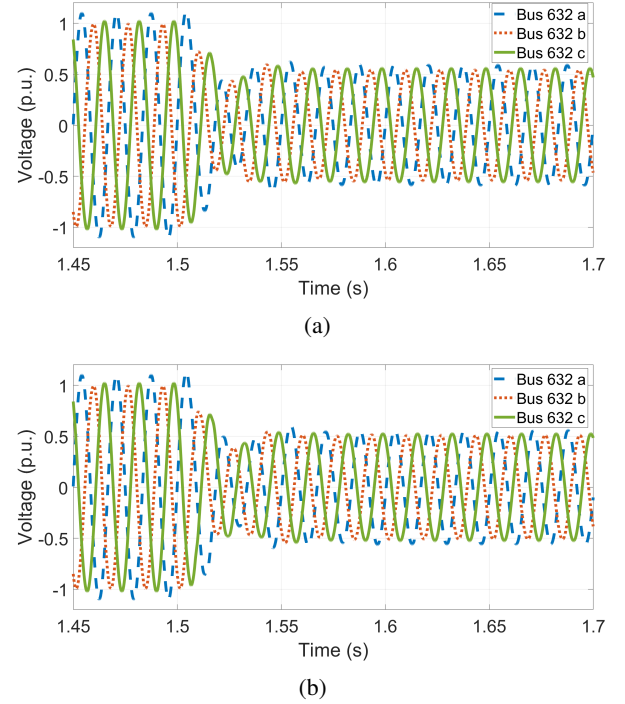 Voltage (p.u.)
1
0.5
0
-0.5
-1
Bus 632 a
Bus 632 b
Bus 632 c
1.45 1.5 1.55 1.6 1.65 1.7
Time (s)
(a)
Voltage (p.u.)
1
0.5
0
-0.5
-1
Bus 632 a
Bus 632 b
Bus 632 c
1.45 1.5 1.55 1.6 1.65 1.7
Time (s)
(b)